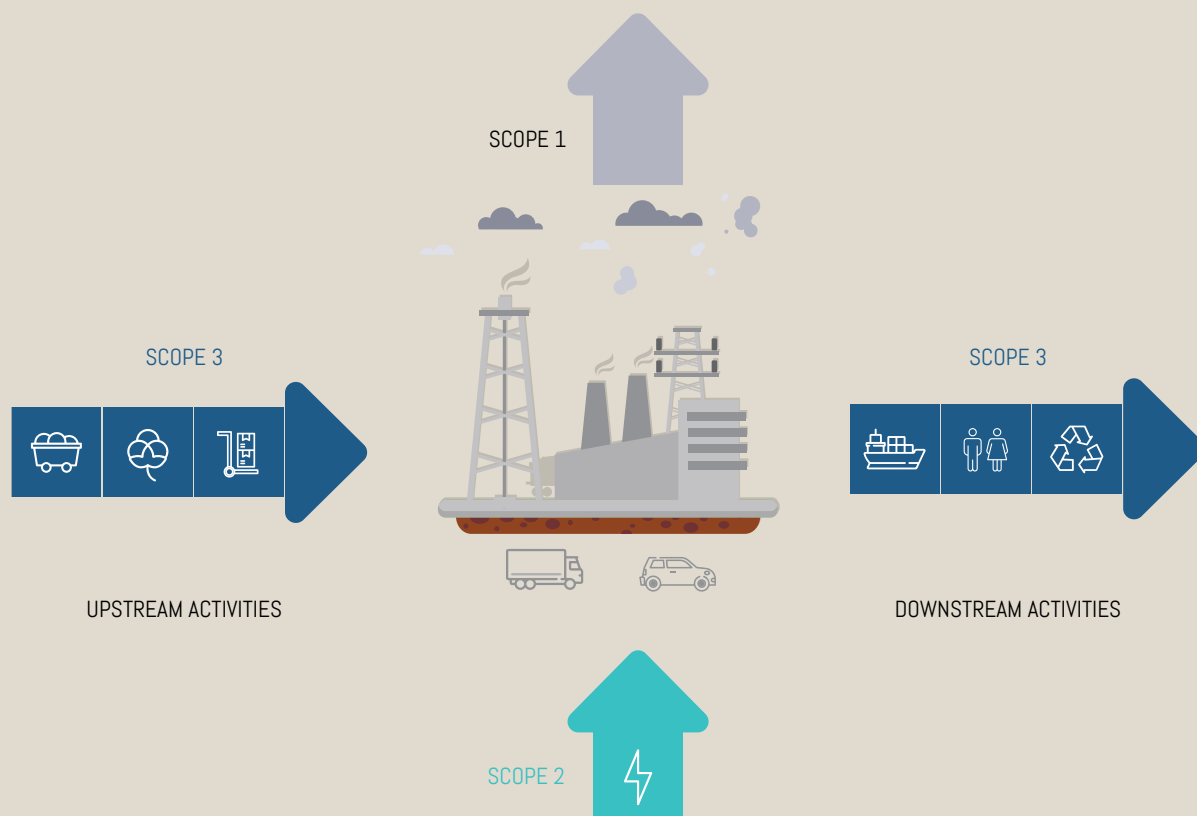 SCOPE 1
SCOPE 3
SCOPE 3
UPSTREAM ACTIVITIES
DOWNSTREAM ACTIVITIES
SCOPE 2